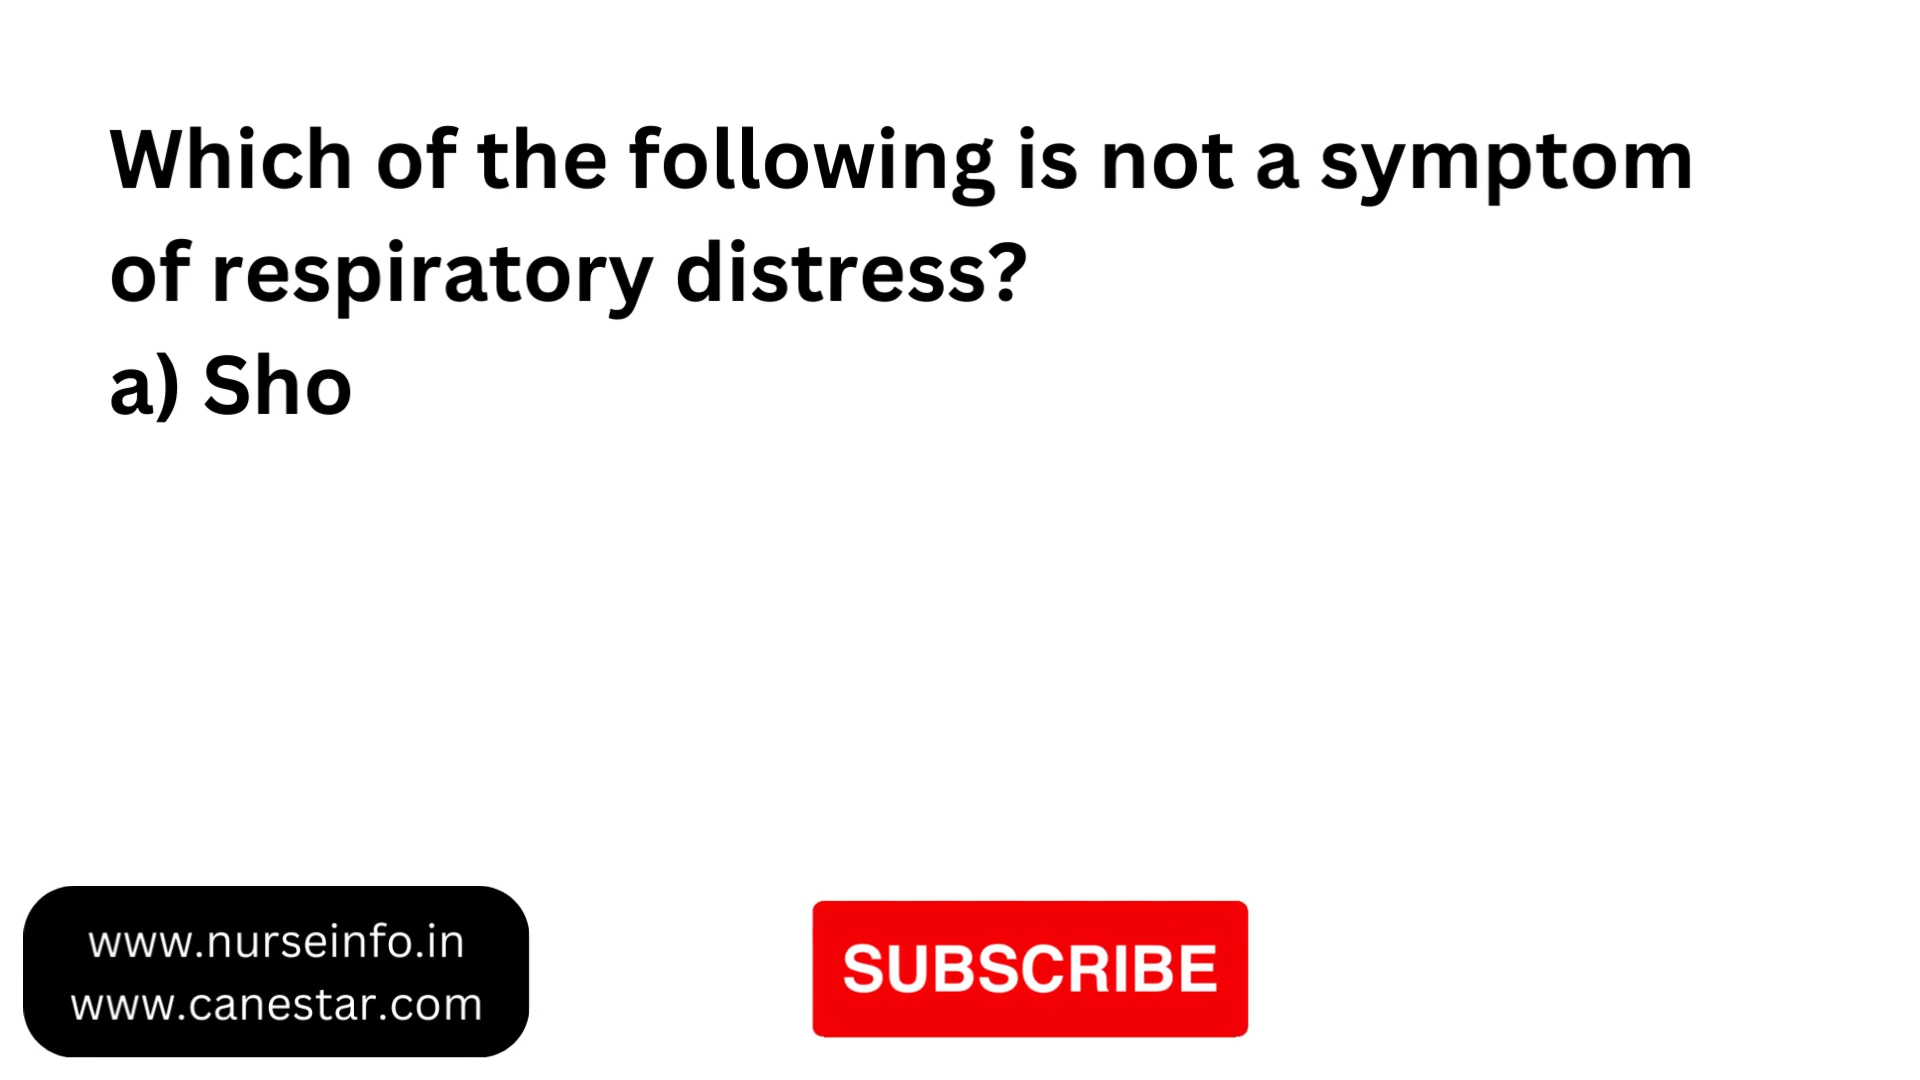 Which of the following is not a symptom
of respiratory distress?
a) Sho
www.nurseinfo.in
www.canestar.com
SUBSCRIBE